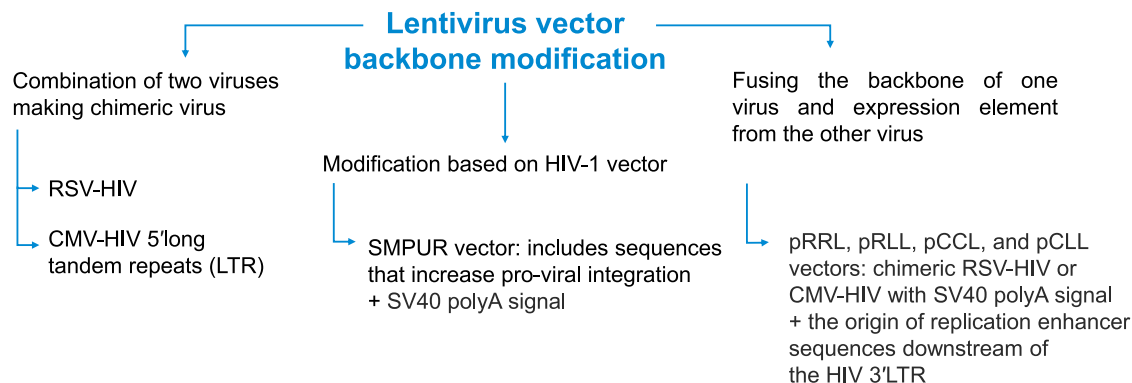 Lentivirus vector
backbone modification
Combination of two viruses
making chimeric virus
RSV-HIV
CMV-HIV 5′long
tandem repeats (LTR)
Modification based on HIV-1 vector
SMPUR vector: includes sequences
that increase pro-viral integration
+ SV40 polyA signal
Fusing the backbone of one
virus and expression element
from the other virus
pRRL, pRLL, pCCL, and pCLL
vectors: chimeric RSV-HIV or
CMV-HIV with SV40 polyA signal
+ the origin of replication enhancer
sequences downstream of
the HIV 3′LTR